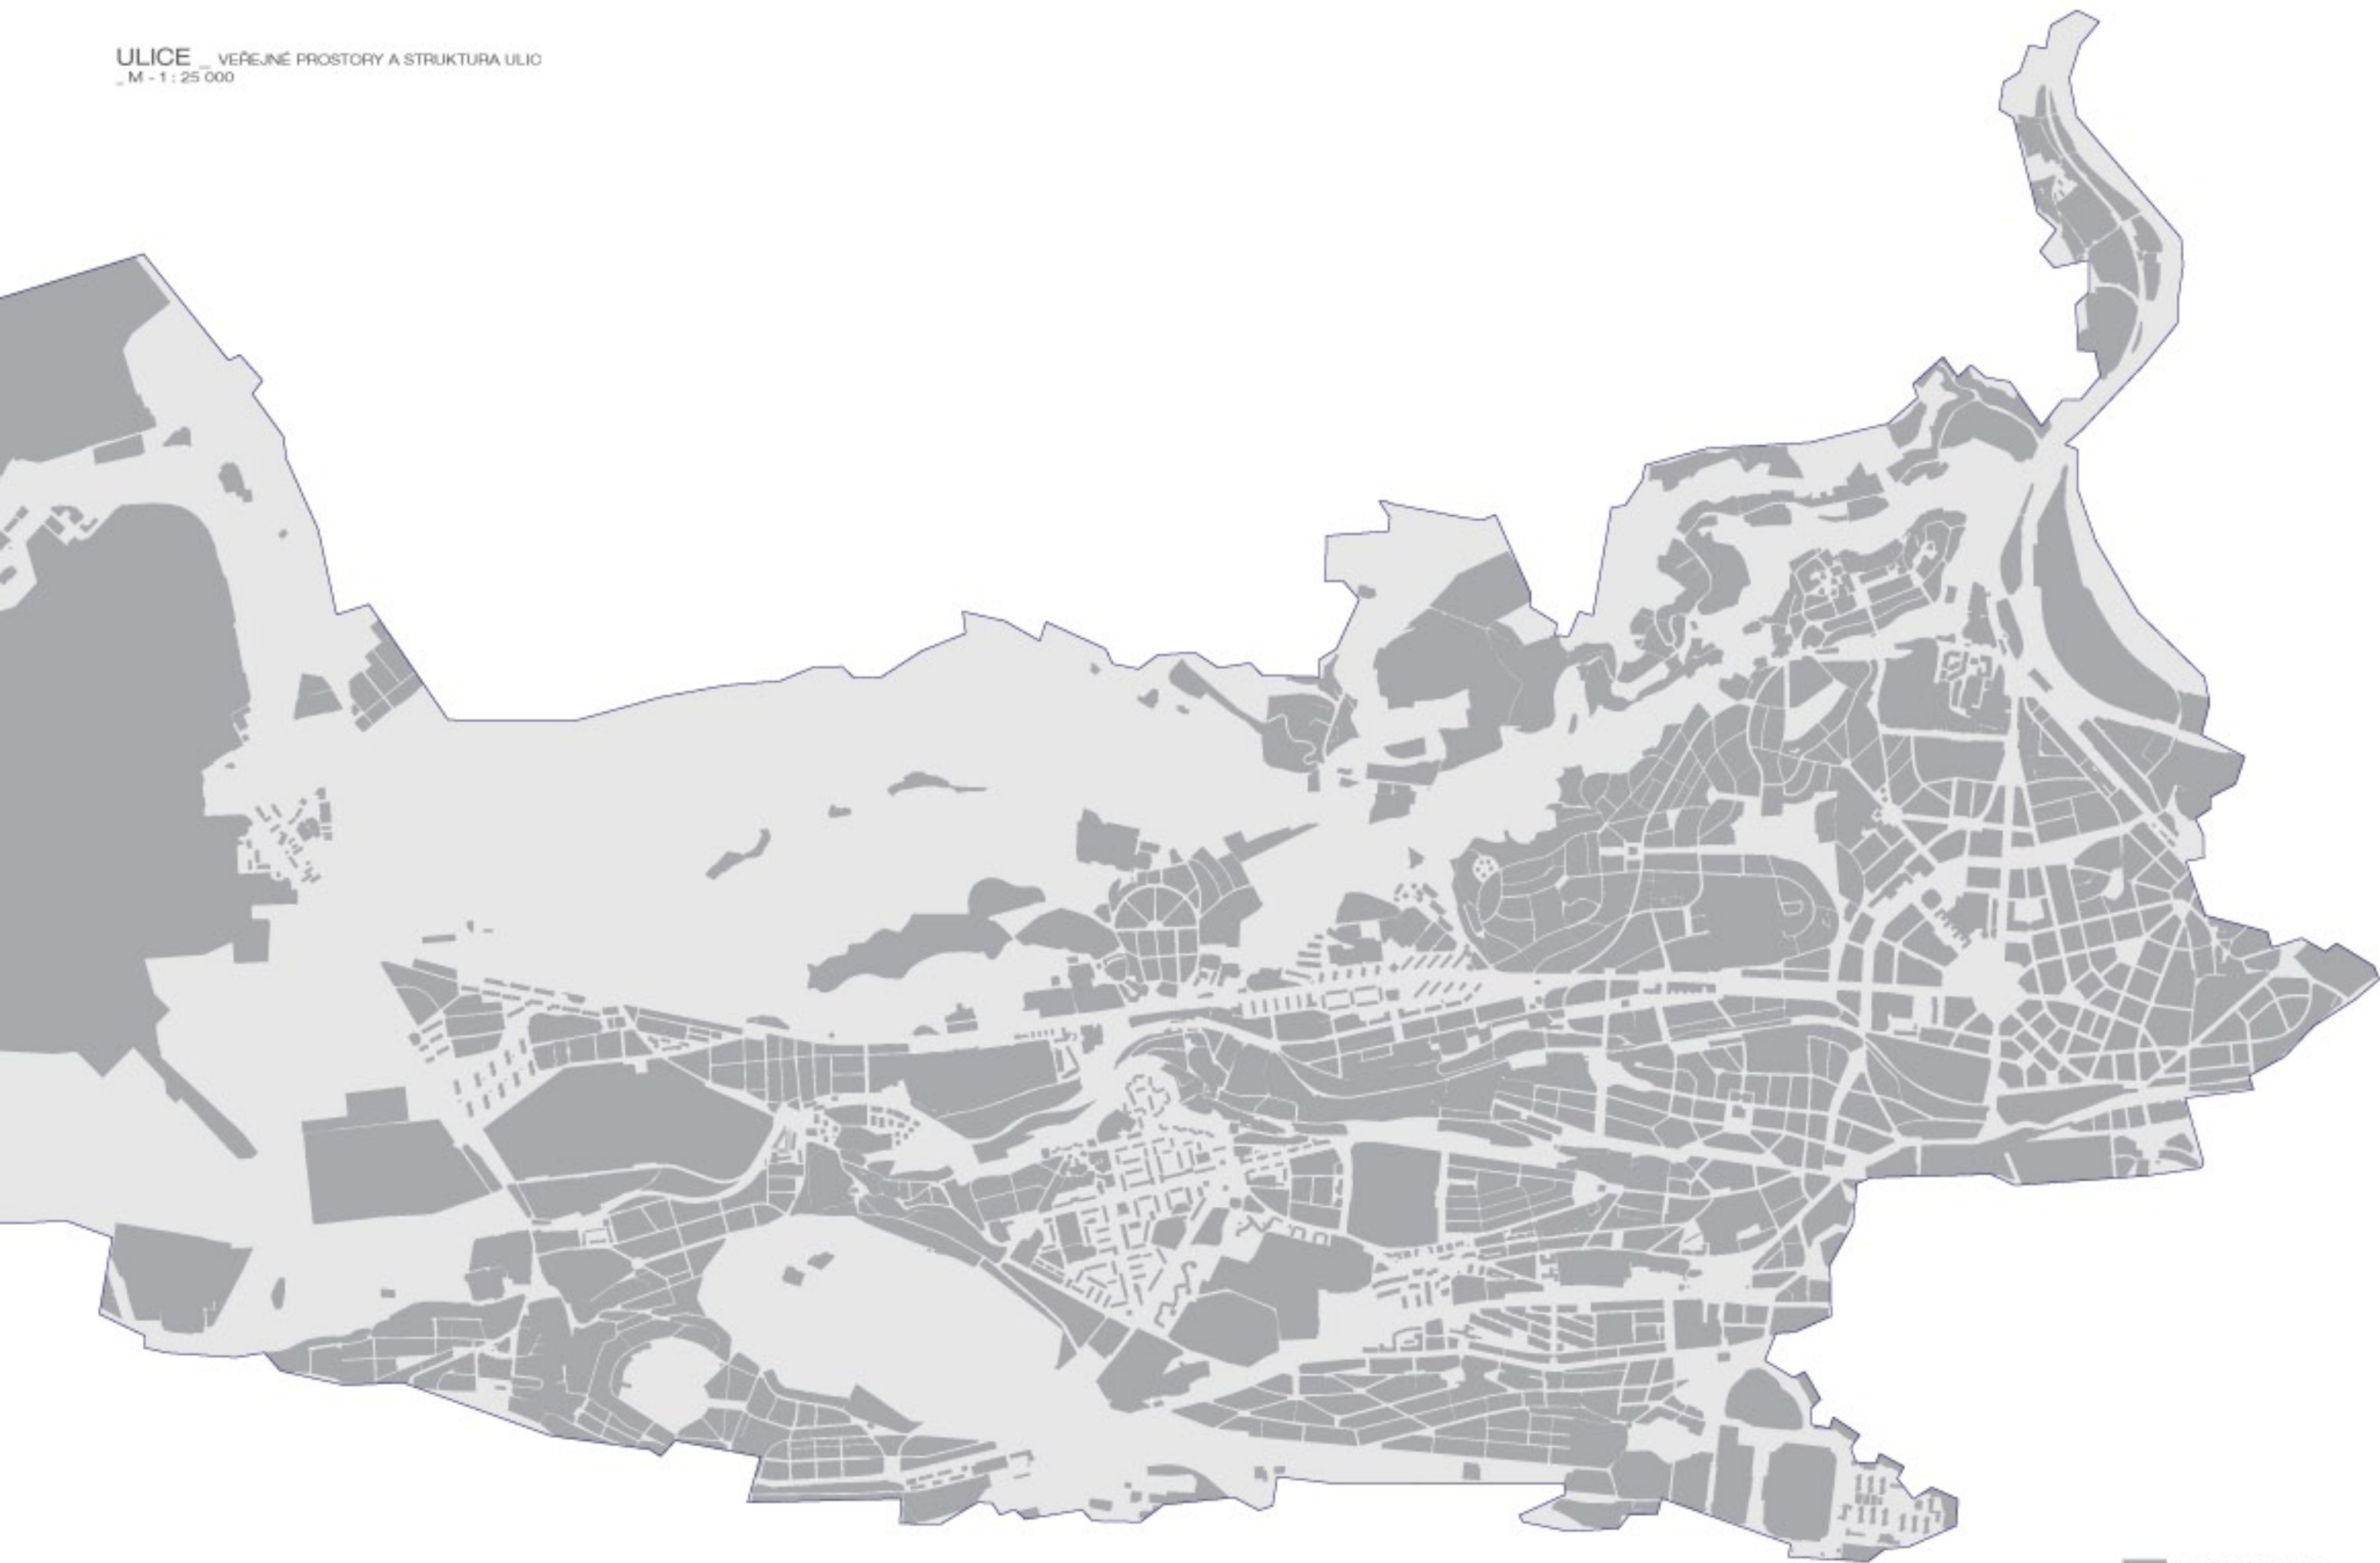 ULICE _ VEŘEJNÉ PROSTORY A STRUKTURA ULIC
_ M - 1 : 25 000